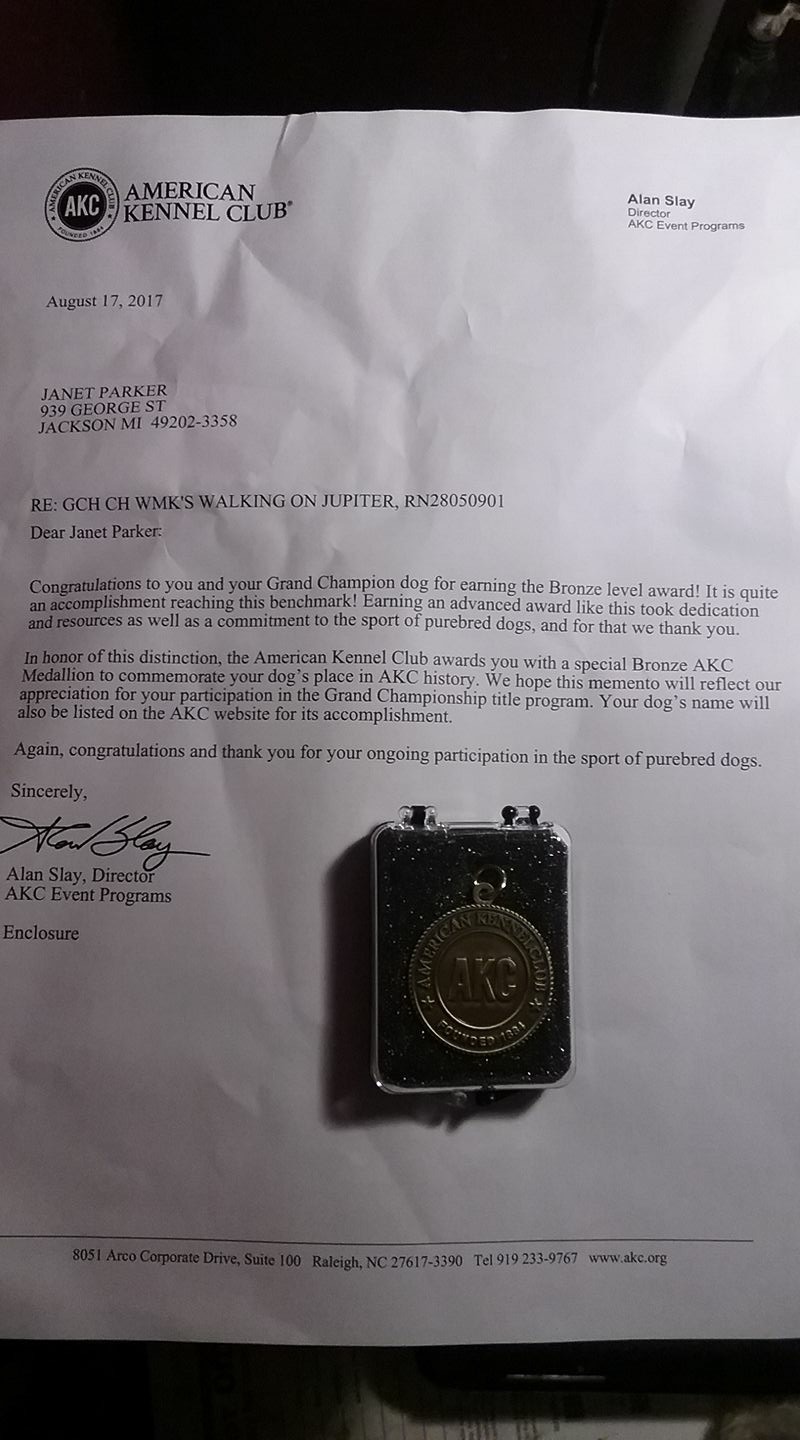 AMERICAN KENNEL CLUB
AKC
FOUNDED 1884
AMERICAN
KENNEL CLUB®
Alan Slay
Director
AKC Event Programs
August 17, 2017
JANET PARKER
939 GEORGE ST
JACKSON MI 49202-3358
RE: GCH CH WMK'S WALKING ON JUPITER, RN28050901
Dear Janet Parker:
Congratulations to you and your Grand Champion dog for earning the Bronze level award! It is quite
an accomplishment reaching this benchmark! Earning an advanced award like this took dedication
and resources as well as a commitment to the sport of purebred dogs, and for that we thank you.
In honor of this distinction, the American Kennel Club awards you with a special Bronze AKC
Medallion to commemorate your dog's place in AKC history. We hope this memento will reflect our
appreciation for your participation in the Grand Championship title program. Your dog's name will
also be listed on the AKC website for its accomplishment.
Again, congratulations and thank you for your ongoing participation in the sport of purebred dogs.
Sincerely,
Alan Slay
Alan Slay, Director
AKC Event Programs
Enclosure
AMERICAN KENNEL CLUB
AKC
FOUNDED 1884
8051 Arco Corporate Drive, Suite 100 Raleigh, NC 27617-3390 Tel 919 233-9767 www.akc.org